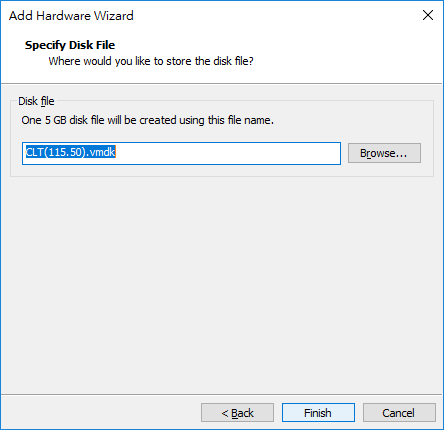 Add Hardware Wizard
Specify Disk File
Where would you like to store the disk file?
Disk file
One 5 GB disk file will be created using this file name.
CLT(115.50).vmdk
Browse...
< Back
Finish
Cancel